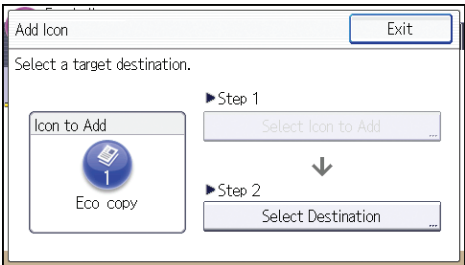 Add Icon
Exit
Select a target destination.
▶Step 1
Icon to Add
Select Icon to Add
...
1
Eco copy
▶Step 2
Select Destination
...